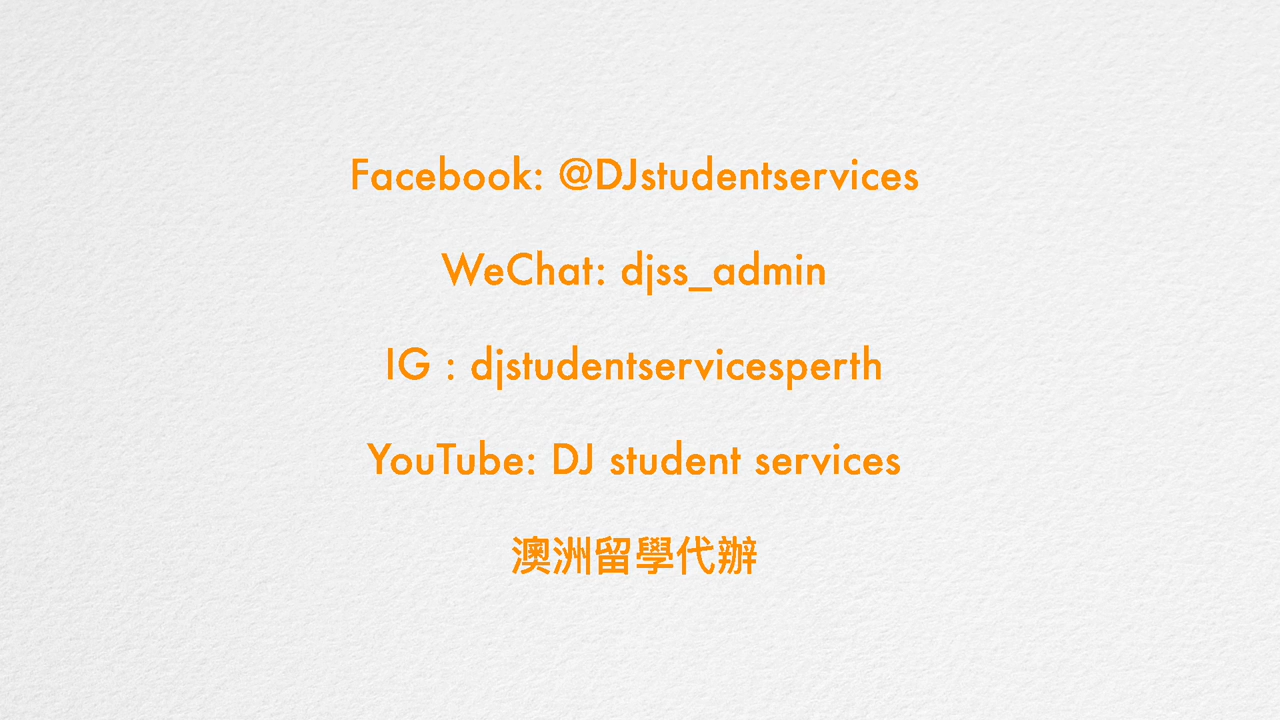 Facebook: @DJstudentservices
WeChat: djss_admin
IG : djstudentservicesperth
YouTube: DJ student services
澳洲留學代辦